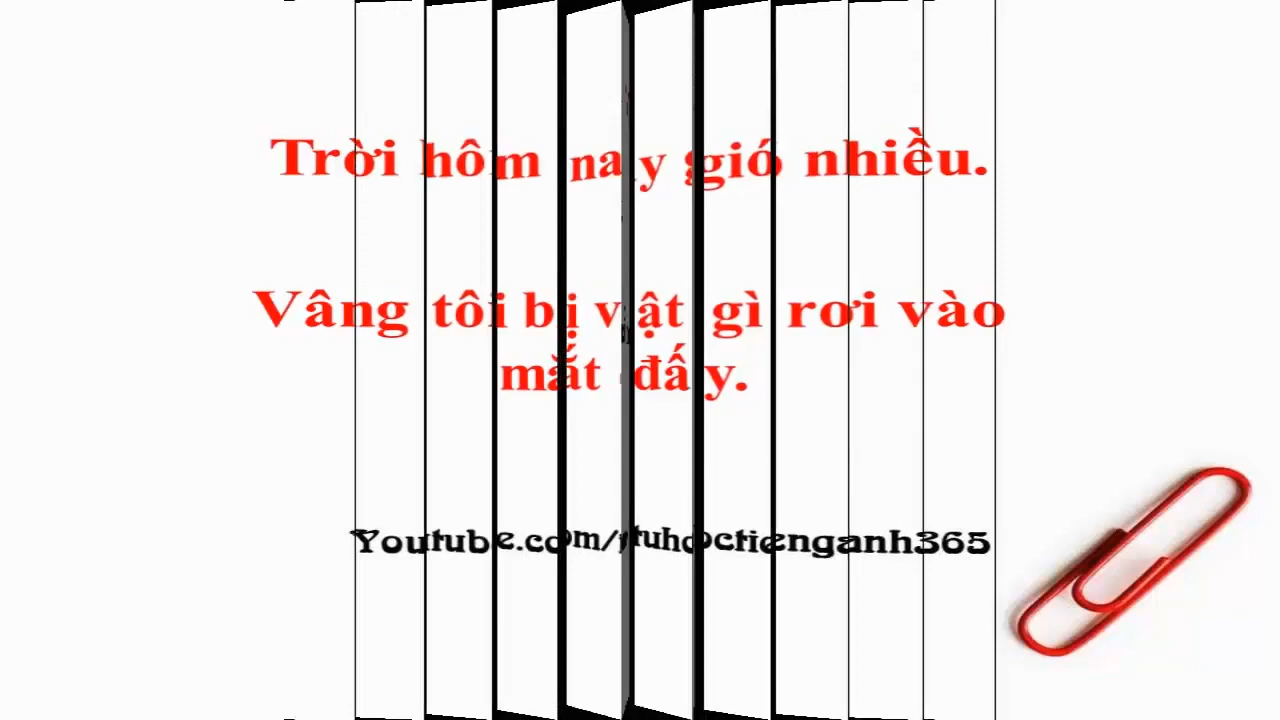 Trời hôm nay gió nhiều.
Vâng tôi bị vật gì rơi vào
mắt đấy.
Youtube.com/tuhoctienganh365